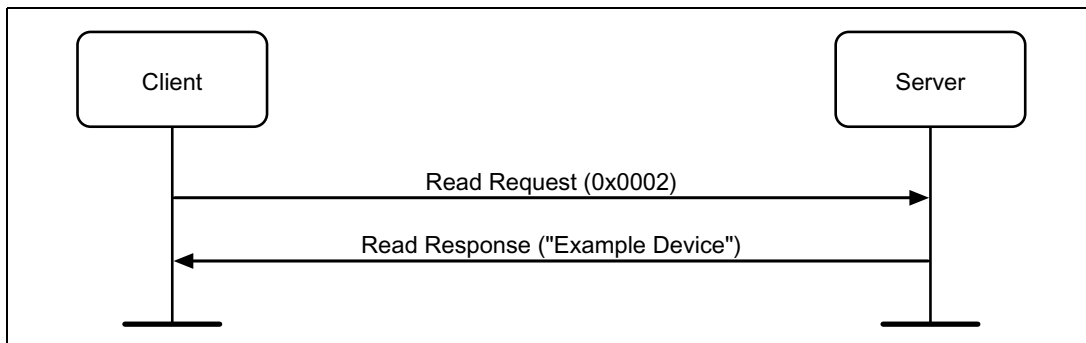 Client
Server
Read Request (0x0002)
Read Response ("Example Device")